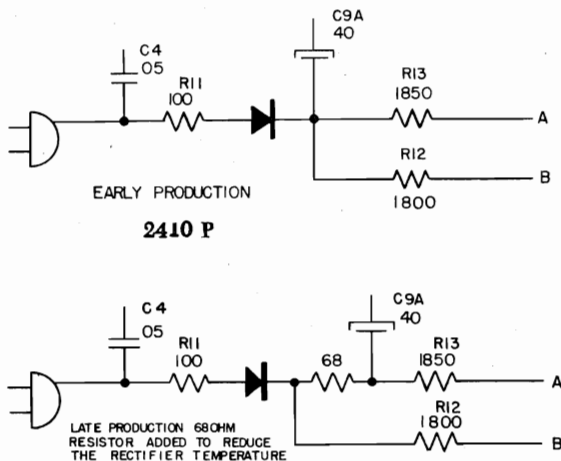 C9A
40
C4
05
R11
100
R13
1850
A
R12
1800
B
EARLY PRODUCTION
2410 P
C4
05
C9A
40
R11
100
68
R13
1850
A
R12
1800
B
LATE PRODUCTION 68OHM
RESISTOR ADDED TO REDUCE
THE RECTIFIER TEMPERATURE